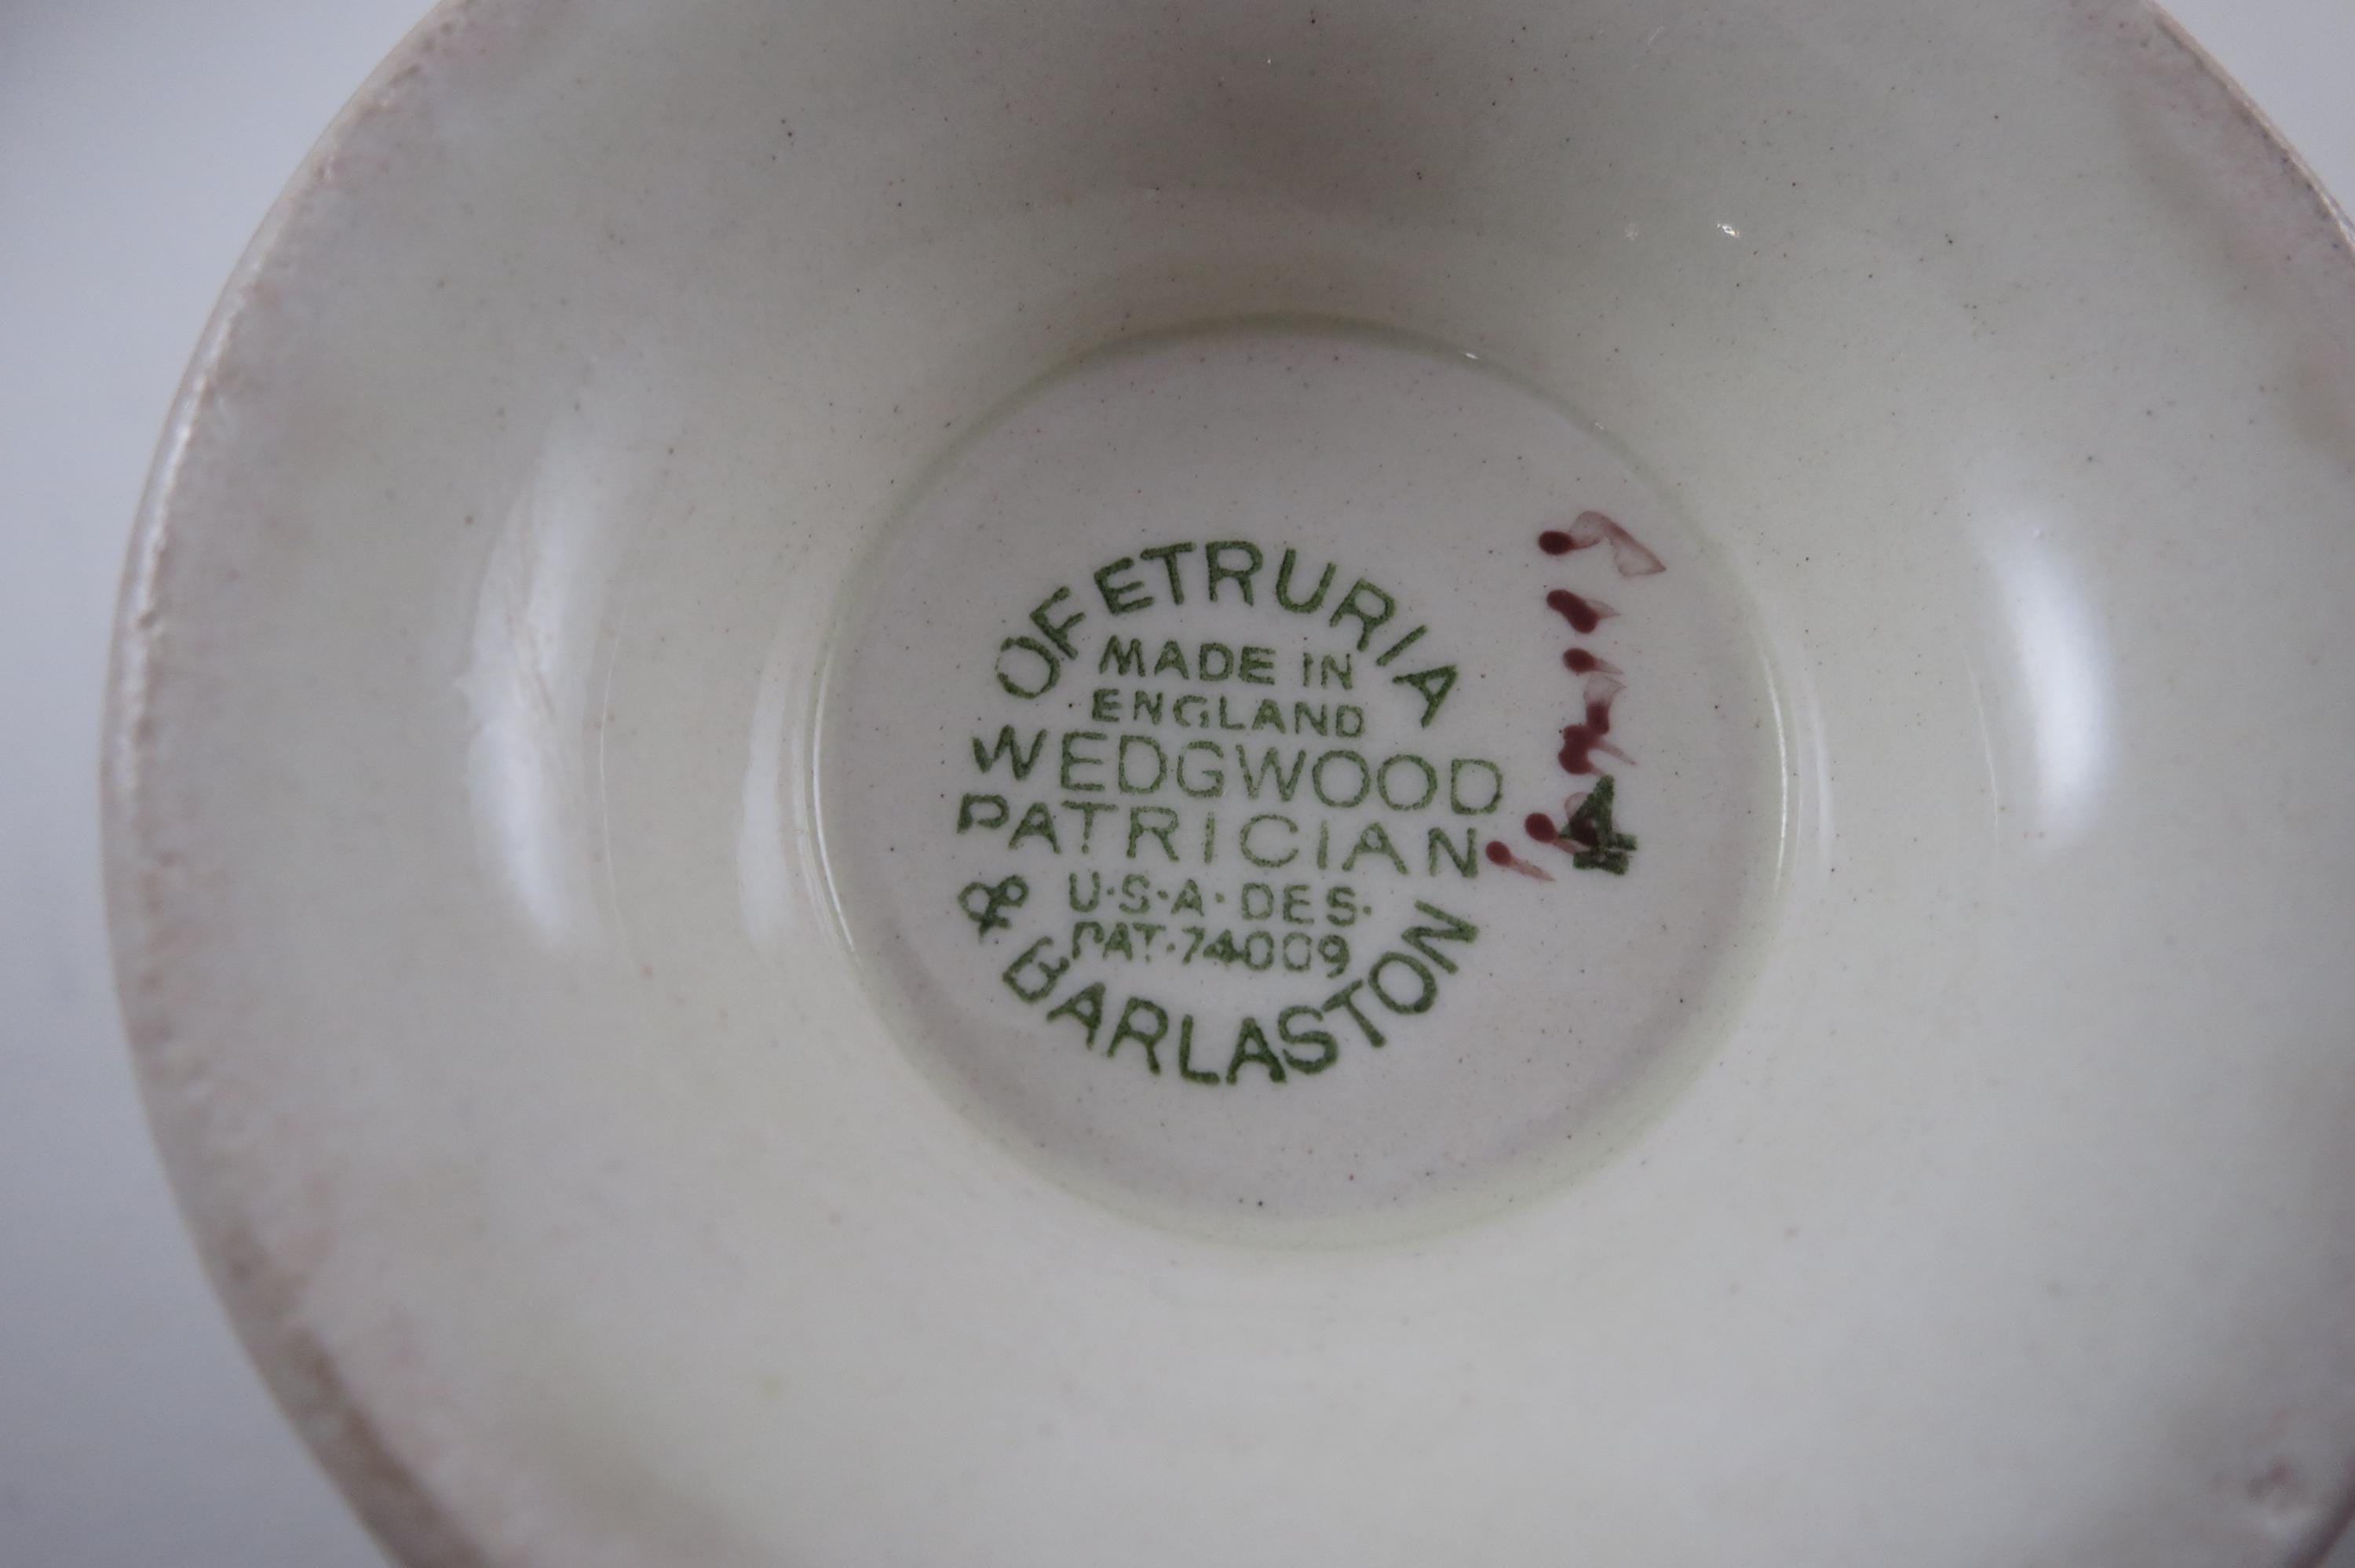 OF ETRURIA
MADE IN
ENGLAND
WEDGWOOD
PATRICIAN
U·S·A· DES·
PAT·74009
& BARLASTON
4